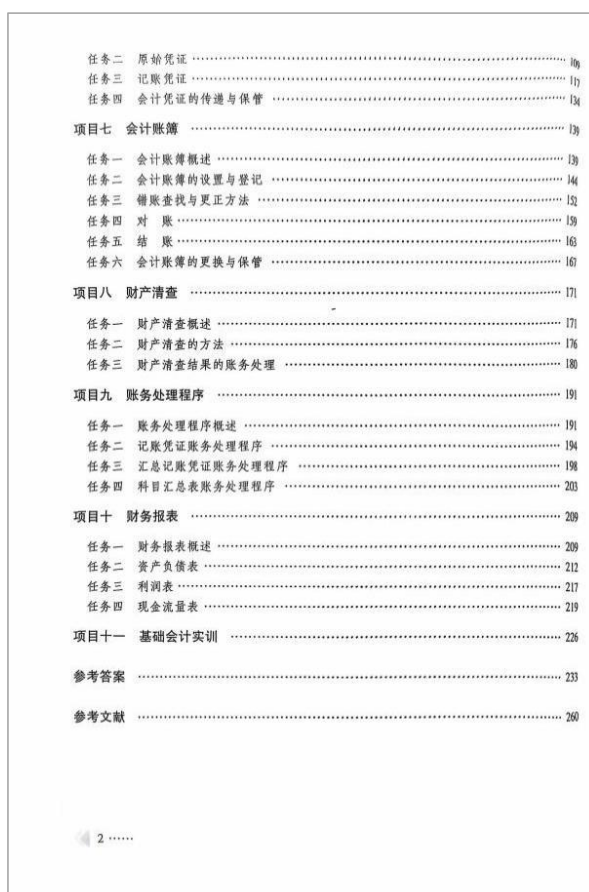 任务二　原始凭证 …… 109
任务三　记账凭证 …… 117
任务四　会计凭证的传递与保管 …… 134
项目七　会计账簿 …… 139
任务一　会计账簿概述 …… 139
任务二　会计账簿的设置与登记 …… 144
任务三　错账查找与更正方法 …… 152
任务四　对　账 …… 159
任务五　结　账 …… 163
任务六　会计账簿的更换与保管 …… 167
项目八　财产清查 …… 171
任务一　财产清查概述 …… 171
任务二　财产清查的方法 …… 176
任务三　财产清查结果的账务处理 …… 180
项目九　账务处理程序 …… 191
任务一　账务处理程序概述 …… 191
任务二　记账凭证账务处理程序 …… 194
任务三　汇总记账凭证账务处理程序 …… 198
任务四　科目汇总表账务处理程序 …… 203
项目十　财务报表 …… 209
任务一　财务报表概述 …… 209
任务二　资产负债表 …… 212
任务三　利润表 …… 217
任务四　现金流量表 …… 219
项目十一　基础会计实训 …… 226
参考答案 …… 233
参考文献 …… 260
2 ……